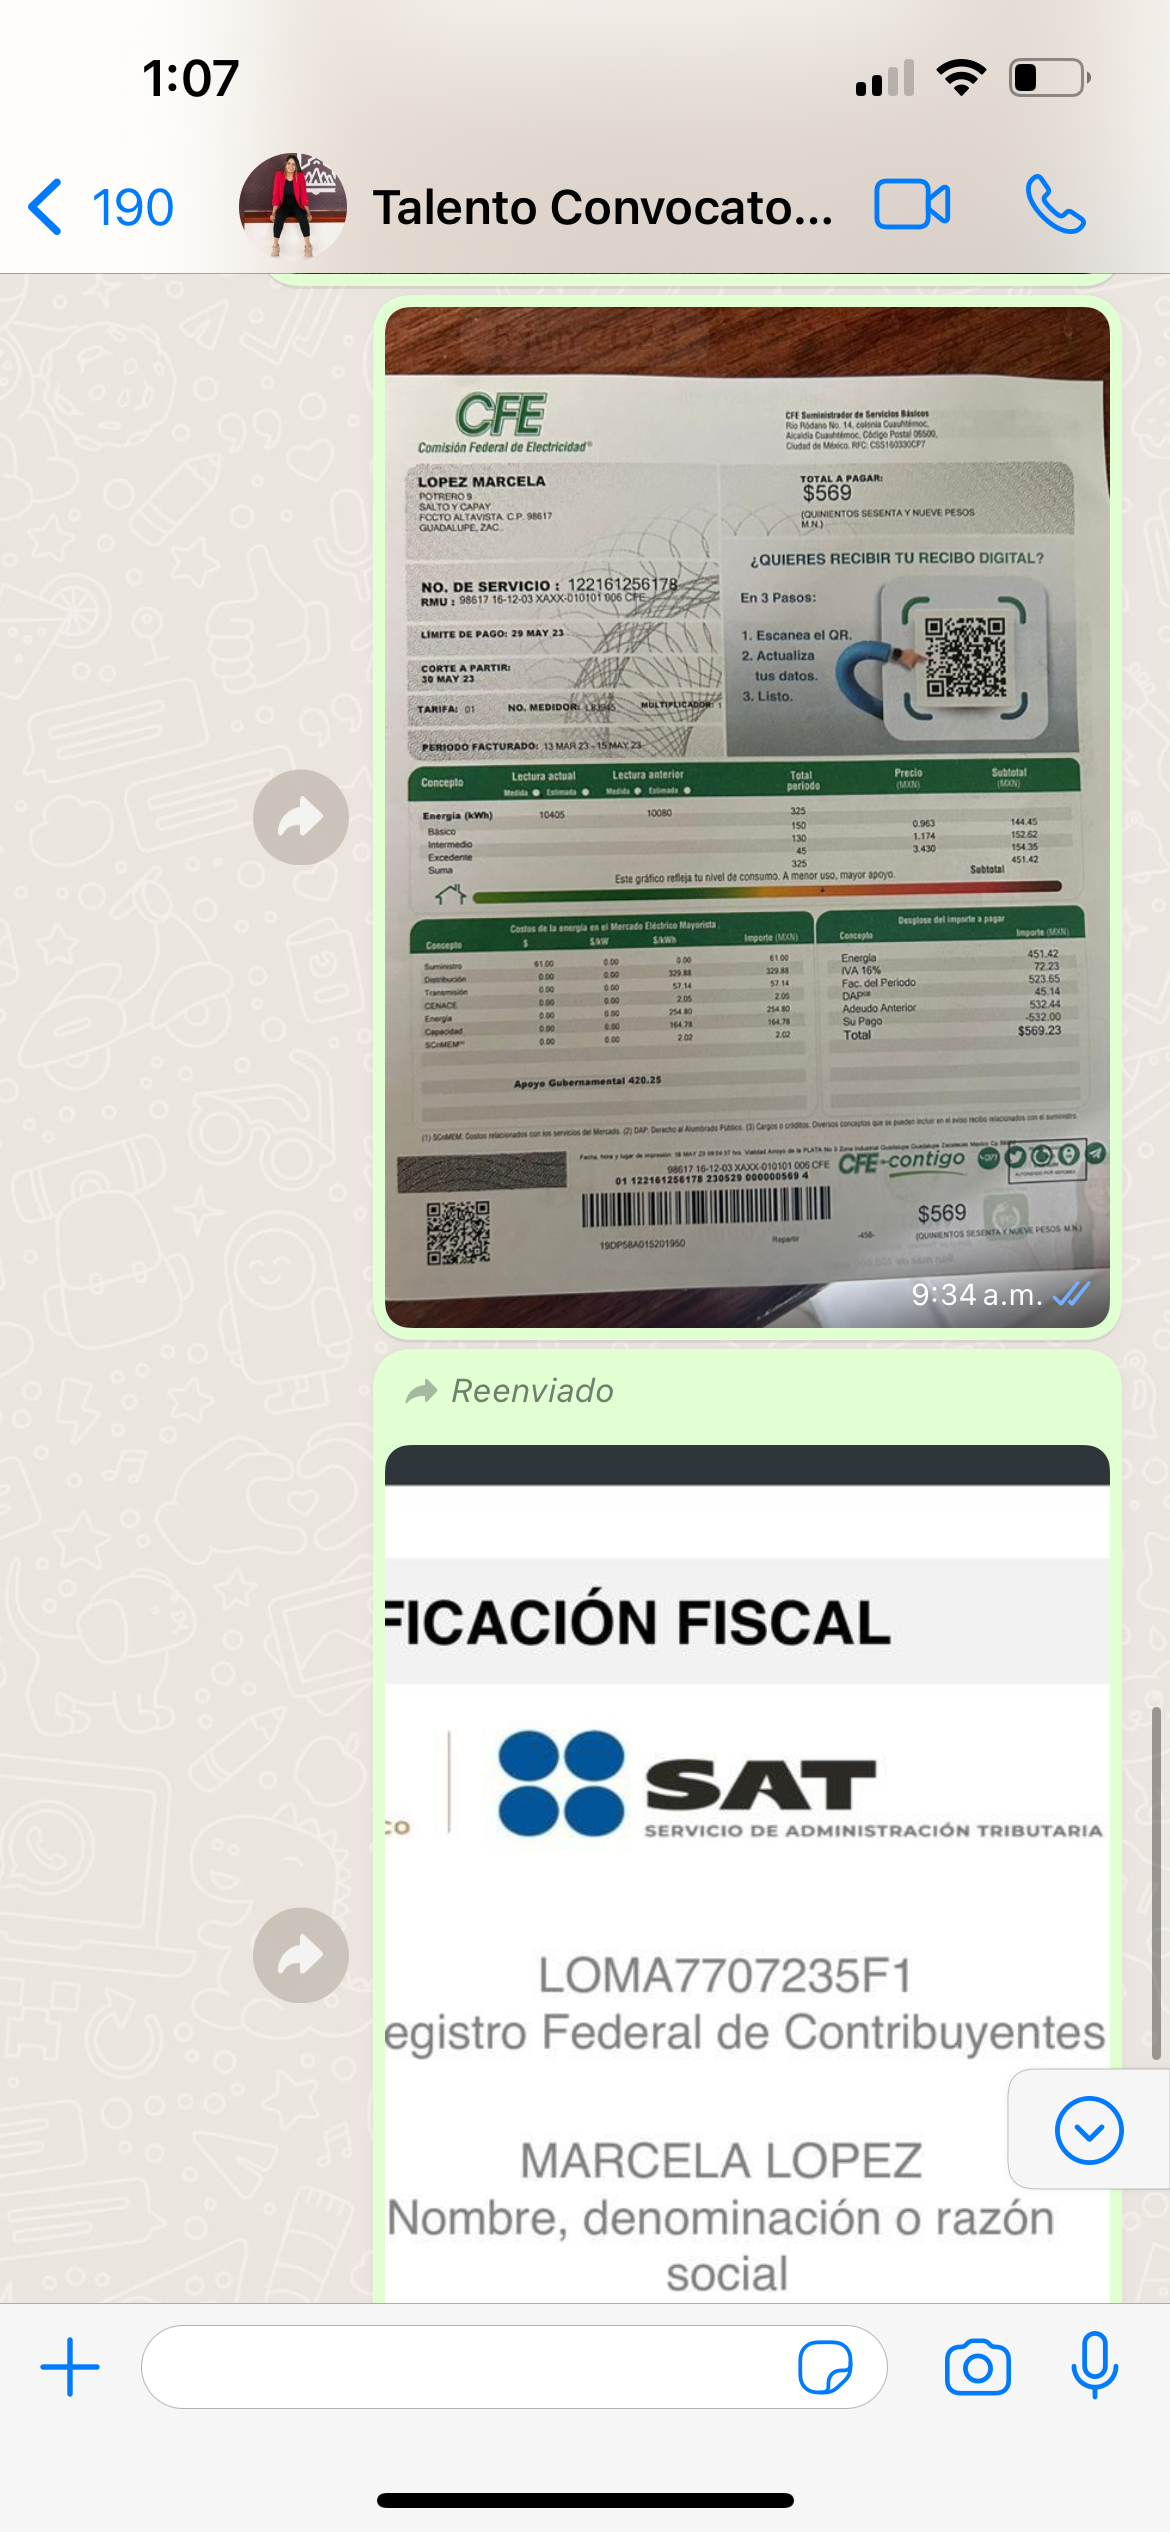 1:07
190
Talento Convocato...
CFE
Comisión Federal de Electricidad®
CFE Suministrador de Servicios Básicos
Río Ródano No. 14, colonia Cuauhtémoc,
Alcaldía Cuauhtémoc, Código Postal 06500,
Ciudad de México. RFC: CSS160330CP7
LOPEZ MARCELA
POTRERO 9
SALTO Y CAPAY
FCCTO ALTAVISTA. C.P. 98617
GUADALUPE, ZAC.
TOTAL A PAGAR:
$569
(QUINIENTOS SESENTA Y NUEVE PESOS
M.N.)
NO. DE SERVICIO : 122161256178
RMU : 98617 16-12-03 XAXX-010101 006 CFE
LÍMITE DE PAGO: 29 MAY 23
CORTE A PARTIR:
30 MAY 23
TARIFA: 01 NO. MEDIDOR: MULTIPLICADOR: 1
PERIODO FACTURADO: 13 MAR 23 - 15 MAY 23
¿QUIERES RECIBIR TU RECIBO DIGITAL?
En 3 Pasos:
1. Escanea el QR.
2. Actualiza
tus datos.
3. Listo.
Concepto Lectura actual Lectura anterior Total periodo Precio (MXN) Subtotal (MXN)
Medida Estimada Medida Estimada
Energía (kWh) 10405 10080 325
Básico 150 0.963 144.45
Intermedio 130 1.174 152.62
Excedente 45 3.430 154.35
Suma 325 451.42
Subtotal
Este gráfico refleja tu nivel de consumo. A menor uso, mayor apoyo.
Costos de la energía en el Mercado Eléctrico Mayorista
Concepto $ $/kW $/kWh Importe (MXN)
Suministro 61.00 0.00 0.00 61.00
Distribución 0.00 0.00 329.88 329.88
Transmisión 0.00 0.00 57.14 57.14
CENACE 0.00 0.00 2.05 2.05
Energía 0.00 0.00 254.80 254.80
Capacidad 0.00 0.00 164.78 164.78
SCnMEM 0.00 0.00 2.02 2.02
Apoyo Gubernamental 420.25
Desglose del importe a pagar
Concepto Importe (MXN)
Energía 451.42
IVA 16% 72.23
Fac. del Periodo 523.65
DAP 45.14
Adeudo Anterior 532.44
Su Pago -532.00
Total $569.23
(1) SCnMEM: Costos relacionados con los servicios del Mercado. (2) DAP: Derecho al Alumbrado Público. (3) Cargos o créditos. Diversos conceptos que se pueden incluir en el aviso recibo relacionados con el suministro.
98617 16-12-03 XAXX-010101 006 CFE
01 122161256178 230529 000000569 4
CFE-contigo
19DP58A015201950
Repartir
-458-
$569
(QUINIENTOS SESENTA Y NUEVE PESOS M.N.)
9:34 a.m.
Reenviado
FICACIÓN FISCAL
CO
SAT
SERVICIO DE ADMINISTRACIÓN TRIBUTARIA
LOMA7707235F1
egistro Federal de Contribuyentes
MARCELA LOPEZ
Nombre, denominación o razón
social